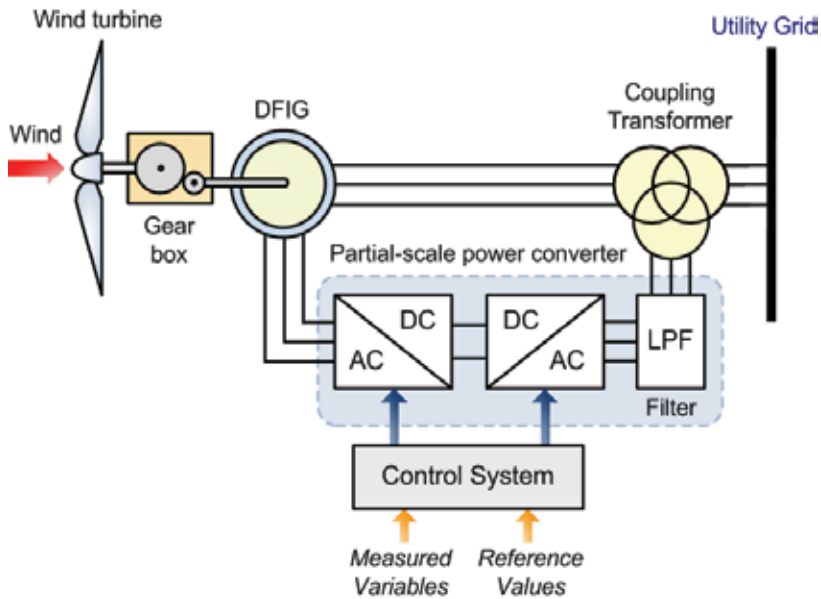 Wind turbine
Utility Grid
DFIG
Coupling
Transformer
Wind
Gear
box
Partial-scale power converter
DC
AC
DC
AC
LPF
Filter
Control System
Measured
Variables
Reference
Values